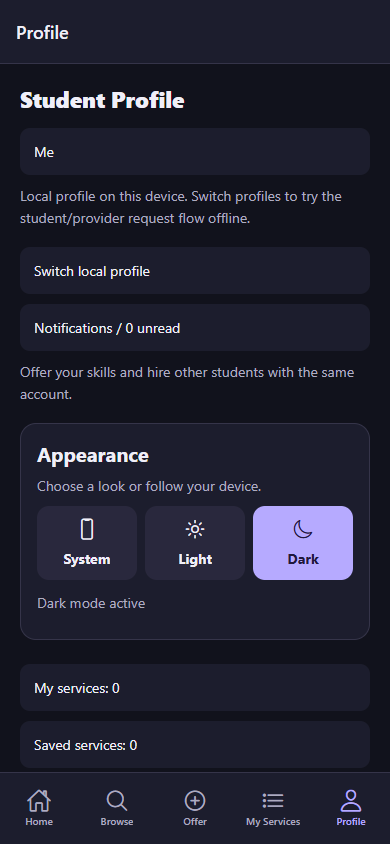 Profile
Student Profile
Me
Local profile on this device. Switch profiles to try the
student/provider request flow offline.
Switch local profile
Notifications / 0 unread
Offer your skills and hire other students with the same
account.
Appearance
Choose a look or follow your device.
System
Light
Dark
Dark mode active
My services: 0
Saved services: 0
Home
Browse
Offer
My Services
Profile